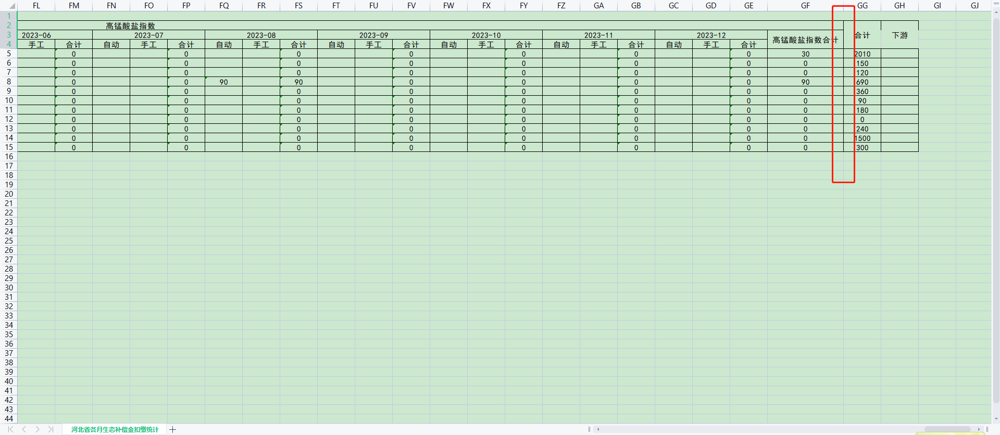 FL FM FN FO FP FQ FR FS FT FU FV FW FX FY FZ GA GB GC GD GE GF GG GH GI GJ
1
2 高锰酸盐指数
3 2023-06 2023-07 2023-08 2023-09 2023-10 2023-11 2023-12 高锰酸盐指数合计 合计 下游
4 手工 合计 自动 手工 合计 自动 手工 合计 自动 手工 合计 自动 手工 合计 自动 手工 合计 自动 手工 合计
5 0 0 0 0 0 0 0 30 2010
6 0 0 0 0 0 0 0 0 150
7 0 0 0 0 0 0 0 0 120
8 0 0 90 90 0 0 0 0 90 690
9 0 0 0 0 0 0 0 0 360
10 0 0 0 0 0 0 0 0 90
11 0 0 0 0 0 0 0 0 180
12 0 0 0 0 0 0 0 0 0
13 0 0 0 0 0 0 0 0 240
14 0 0 0 0 0 0 0 0 1500
15 0 0 0 0 0 0 0 0 300
16
17
18
19
20
21
22
23
24
25
26
27
28
29
30
31
32
33
34
35
36
37
38
39
40
41
42
43
44
河北省各月生态补偿金扣缴统计